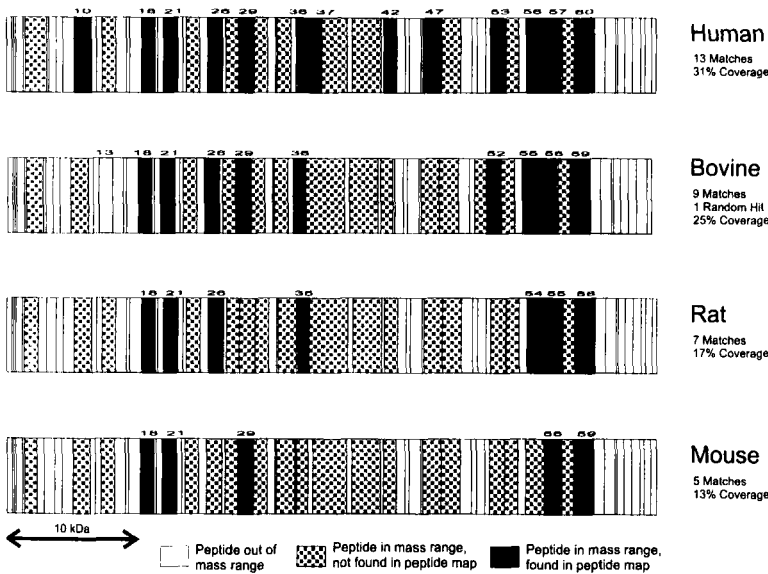 10 18 21 26 29 36 37 42 47 53 56 57 60
Human
13 Matches
31% Coverage
13 18 21 26 29 35 52 55 56 59
Bovine
9 Matches
1 Random Hit
25% Coverage
18 21 26 35 54 55 58
Rat
7 Matches
17% Coverage
18 21 29 56 59
Mouse
5 Matches
13% Coverage
10 kDa
Peptide out of
mass range
Peptide in mass range,
not found in peptide map
Peptide in mass range,
found in peptide map